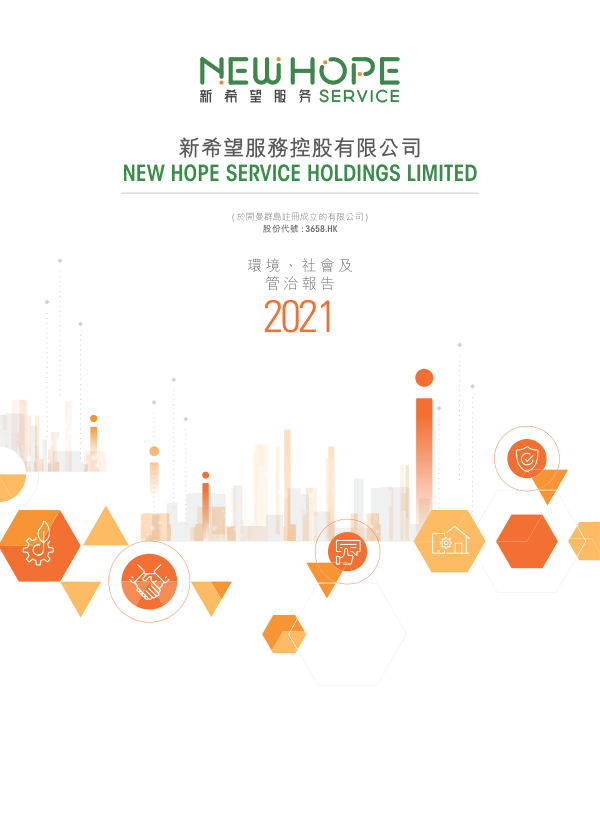 NEW HOPE
新希望服务 SERVICE
新希望服務控股有限公司
NEW HOPE SERVICE HOLDINGS LIMITED
(於開曼群島註冊成立的有限公司)
股份代號 : 3658.HK
環境、社會及
管治報告
2021